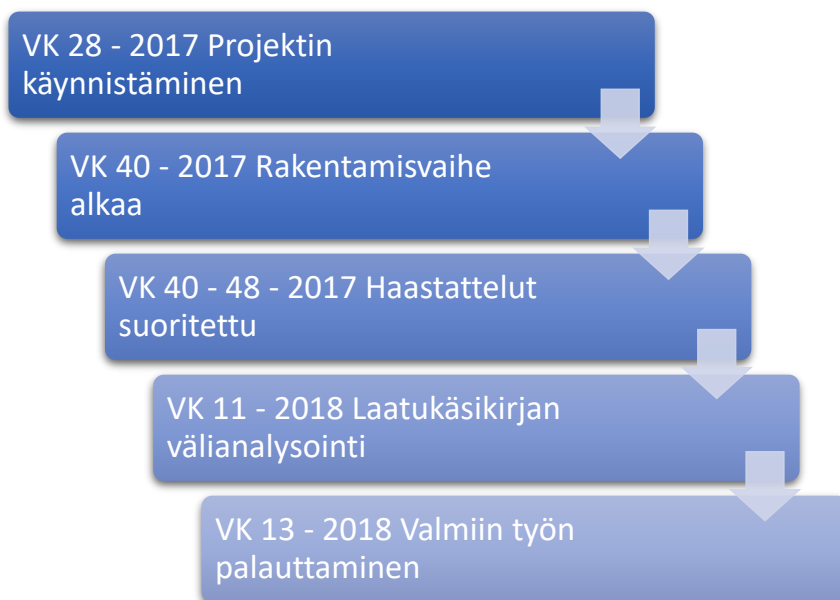 VK 28 - 2017 Projektin
käynnistäminen
VK 40 - 2017 Rakentamisvaihe
alkaa
VK 40 - 48 - 2017 Haastattelut
suoritettu
VK 11 - 2018 Laatukäsikirjan
välianalysointi
VK 13 - 2018 Valmiin työn
palauttaminen